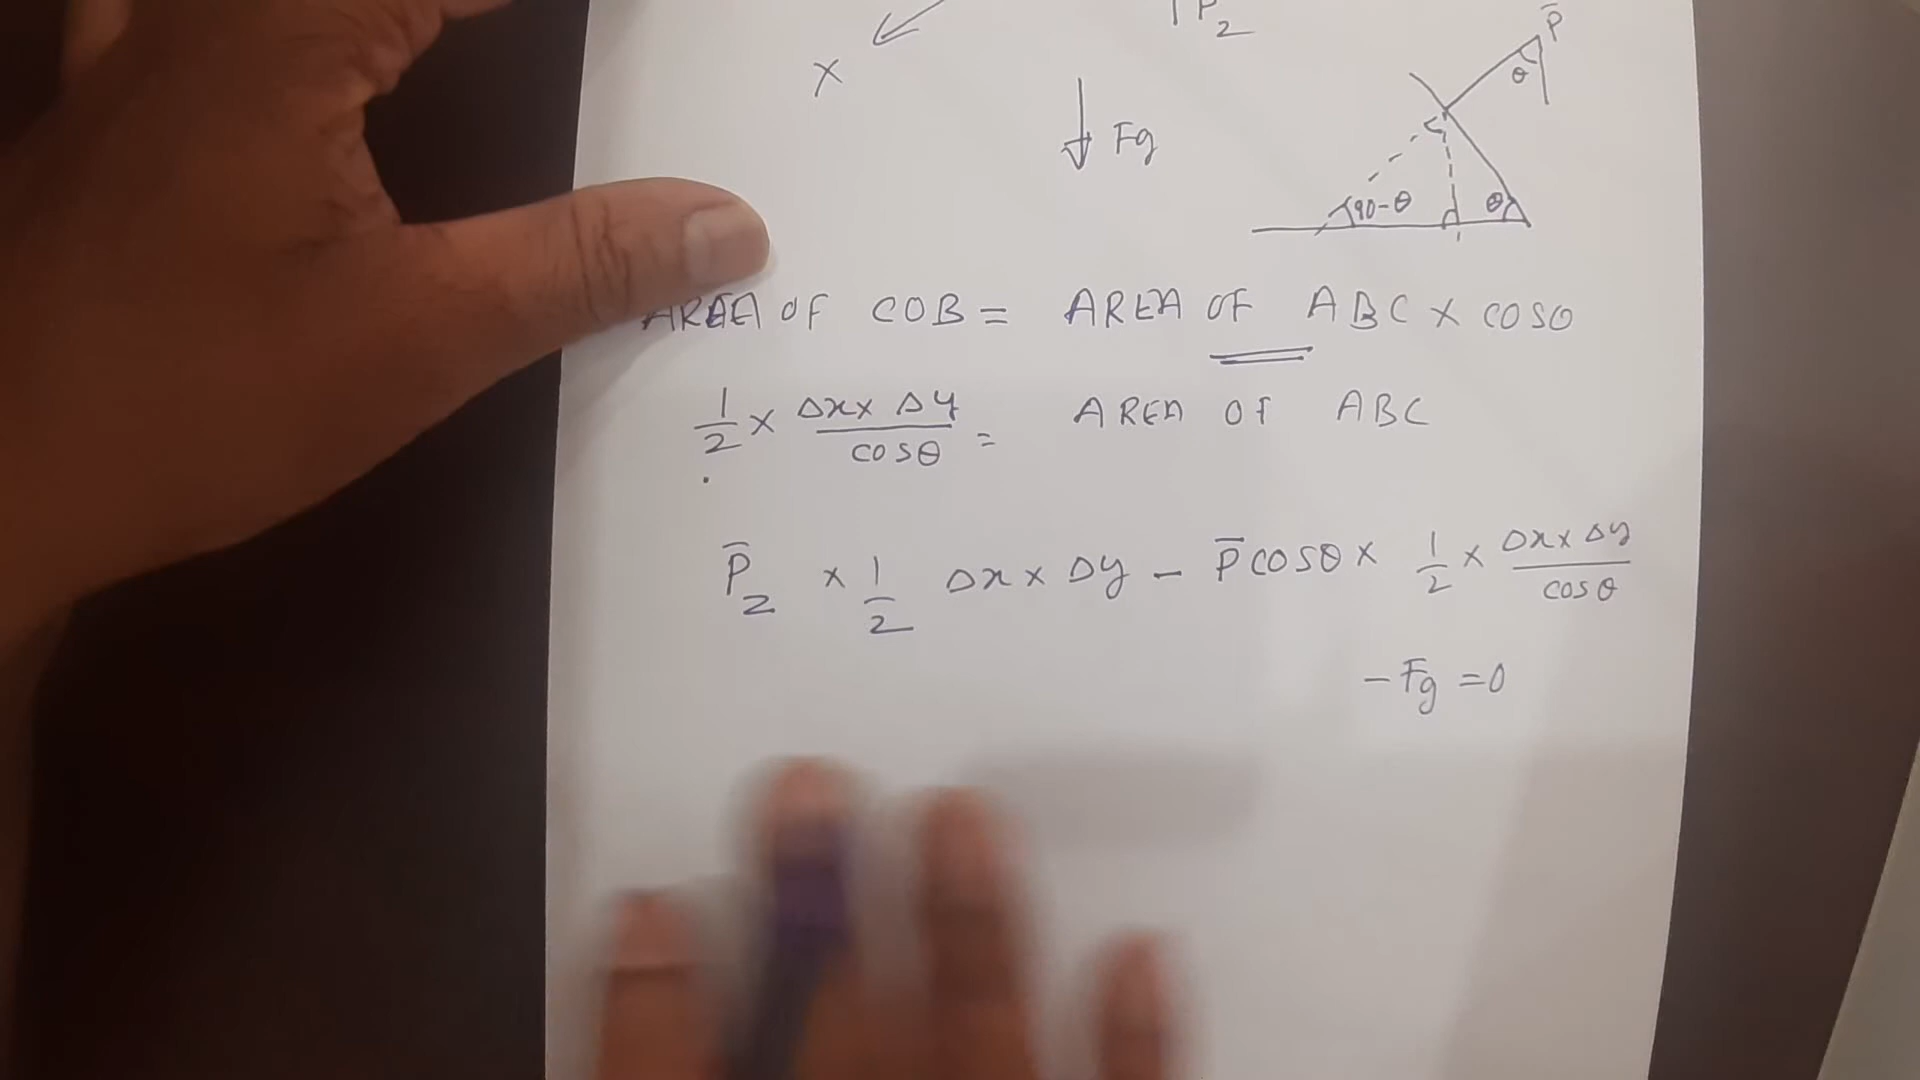 P̄
P₂
θ
X
Fg
90-θ θ
AREA OF COB = AREA OF ABC X COSθ
1/2 × Δx × Δy / cosθ = AREA OF ABC
P̄₂ × 1/2 Δx × Δy - P̄ cosθ × 1/2 × Δx × Δy / cosθ
- Fg = 0